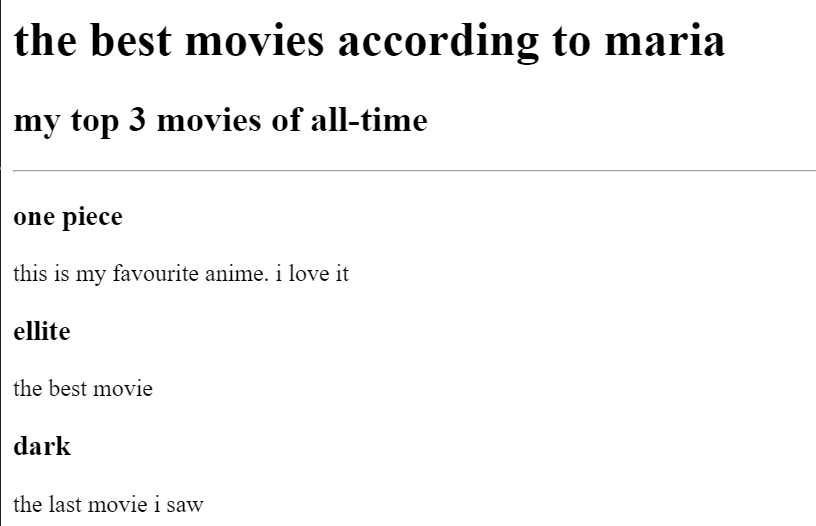 the best movies according to maria
my top 3 movies of all-time
one piece
this is my favourite anime. i love it
ellite
the best movie
dark
the last movie i saw